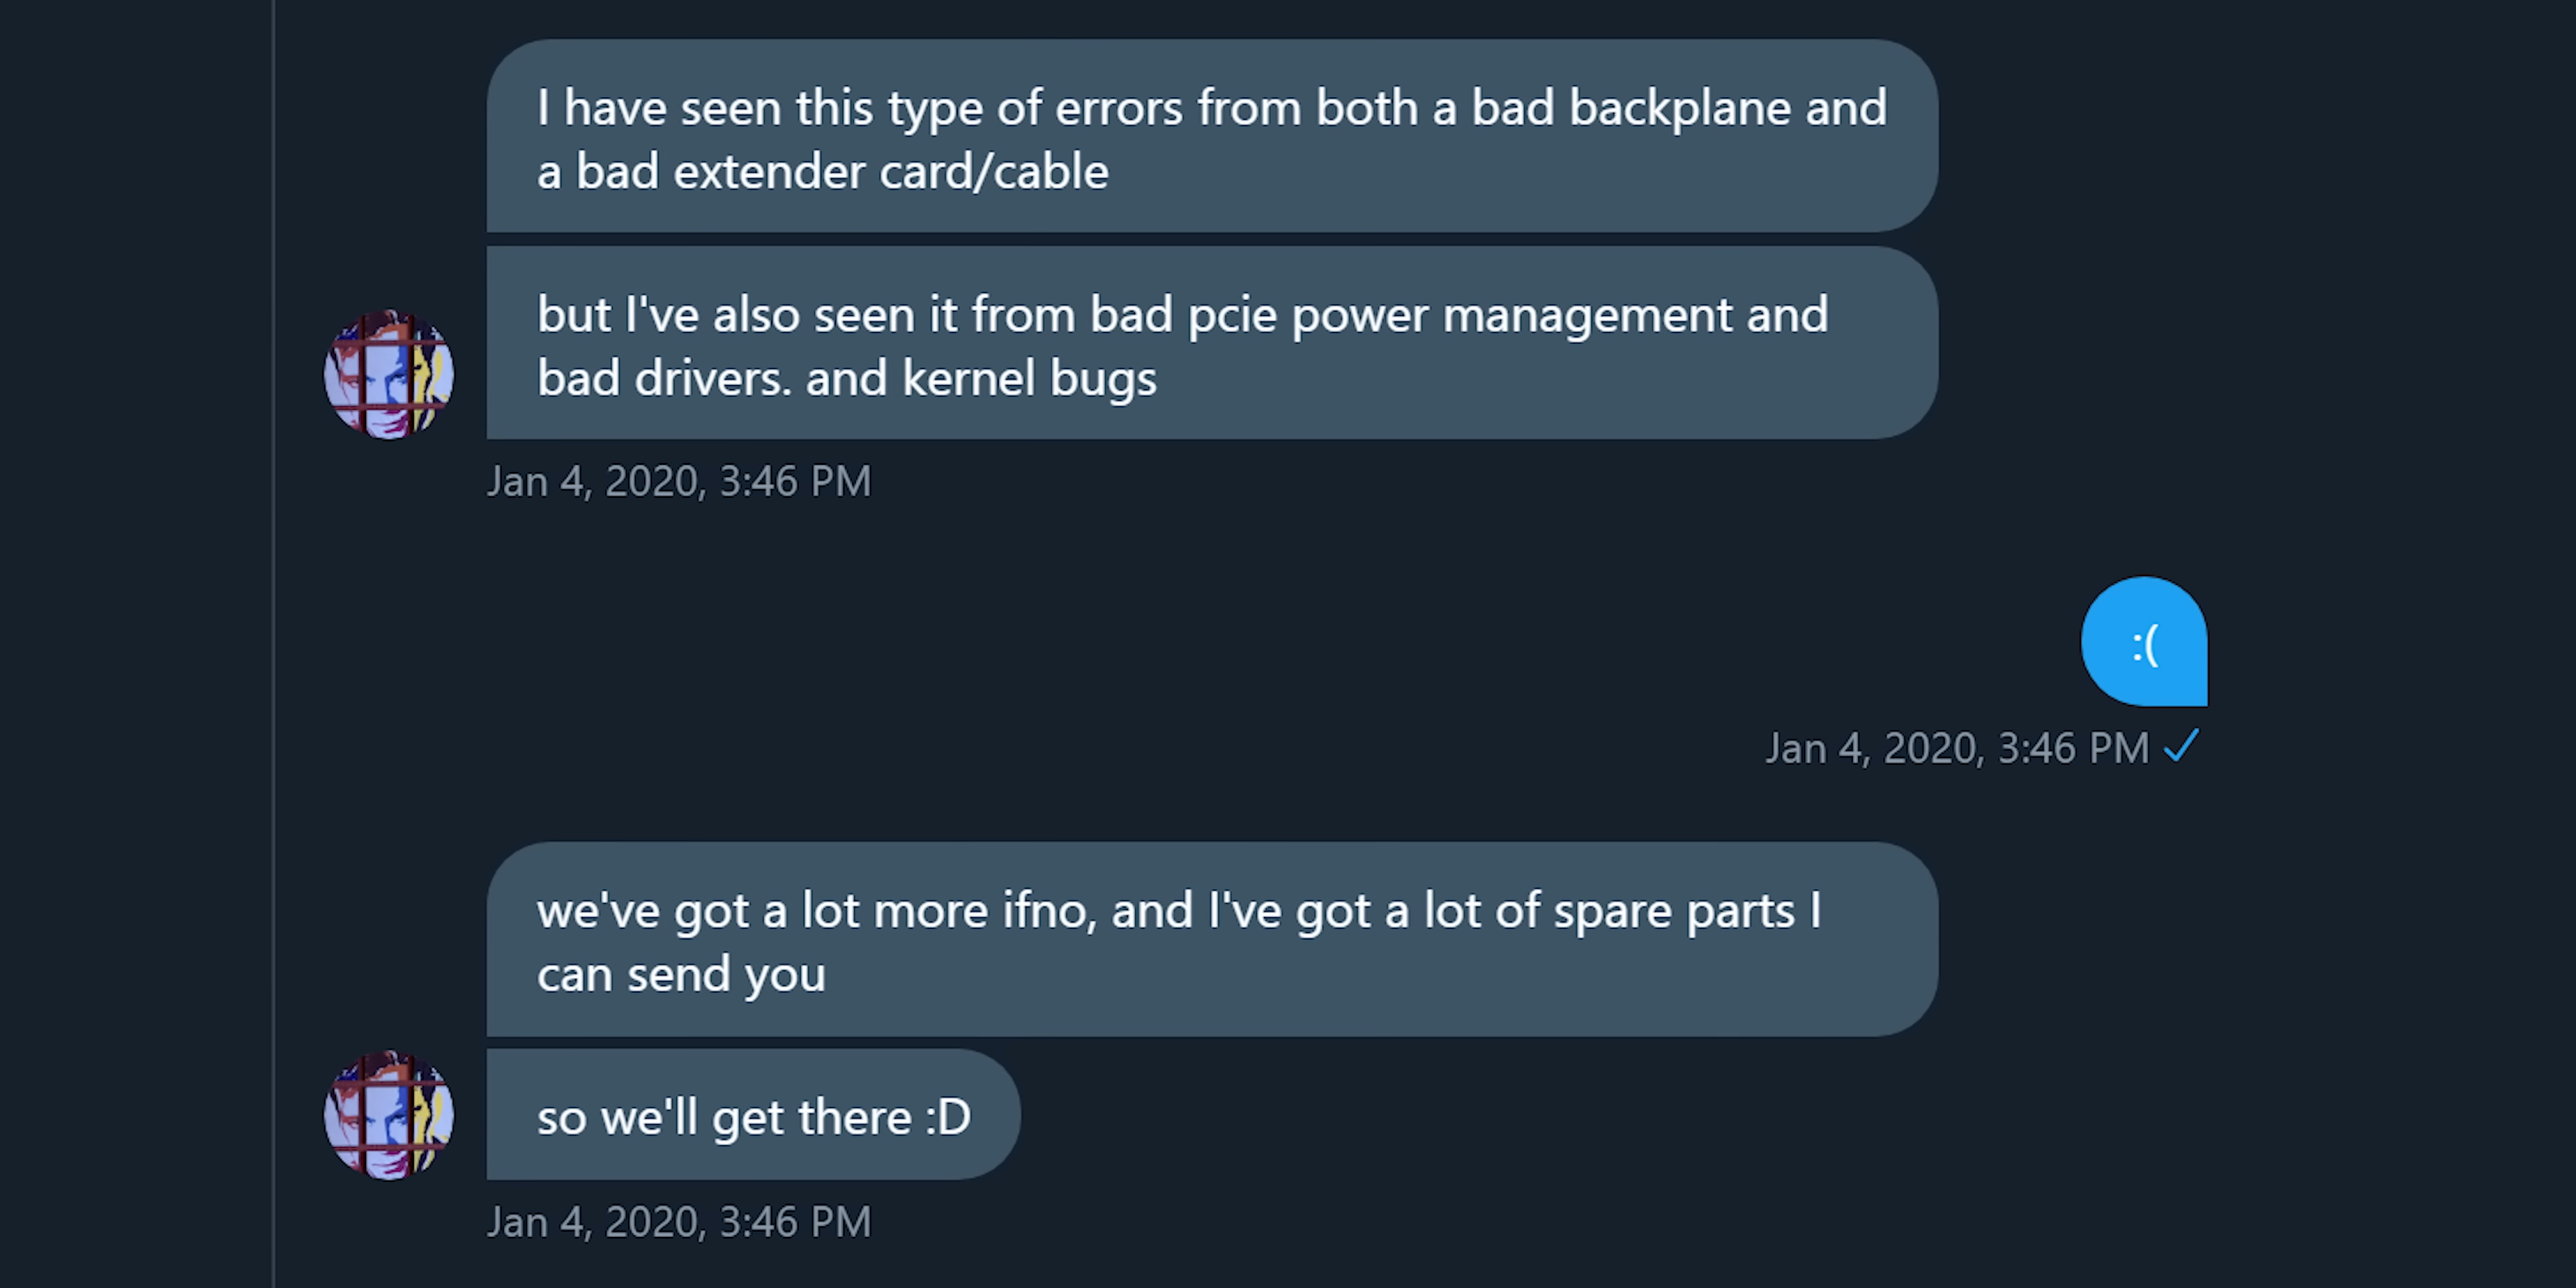 I have seen this type of errors from both a bad backplane and
a bad extender card/cable
but I've also seen it from bad pcie power management and
bad drivers. and kernel bugs
Jan 4, 2020, 3:46 PM
:(
Jan 4, 2020, 3:46 PM
we've got a lot more ifno, and I've got a lot of spare parts I
can send you
so we'll get there :D
Jan 4, 2020, 3:46 PM